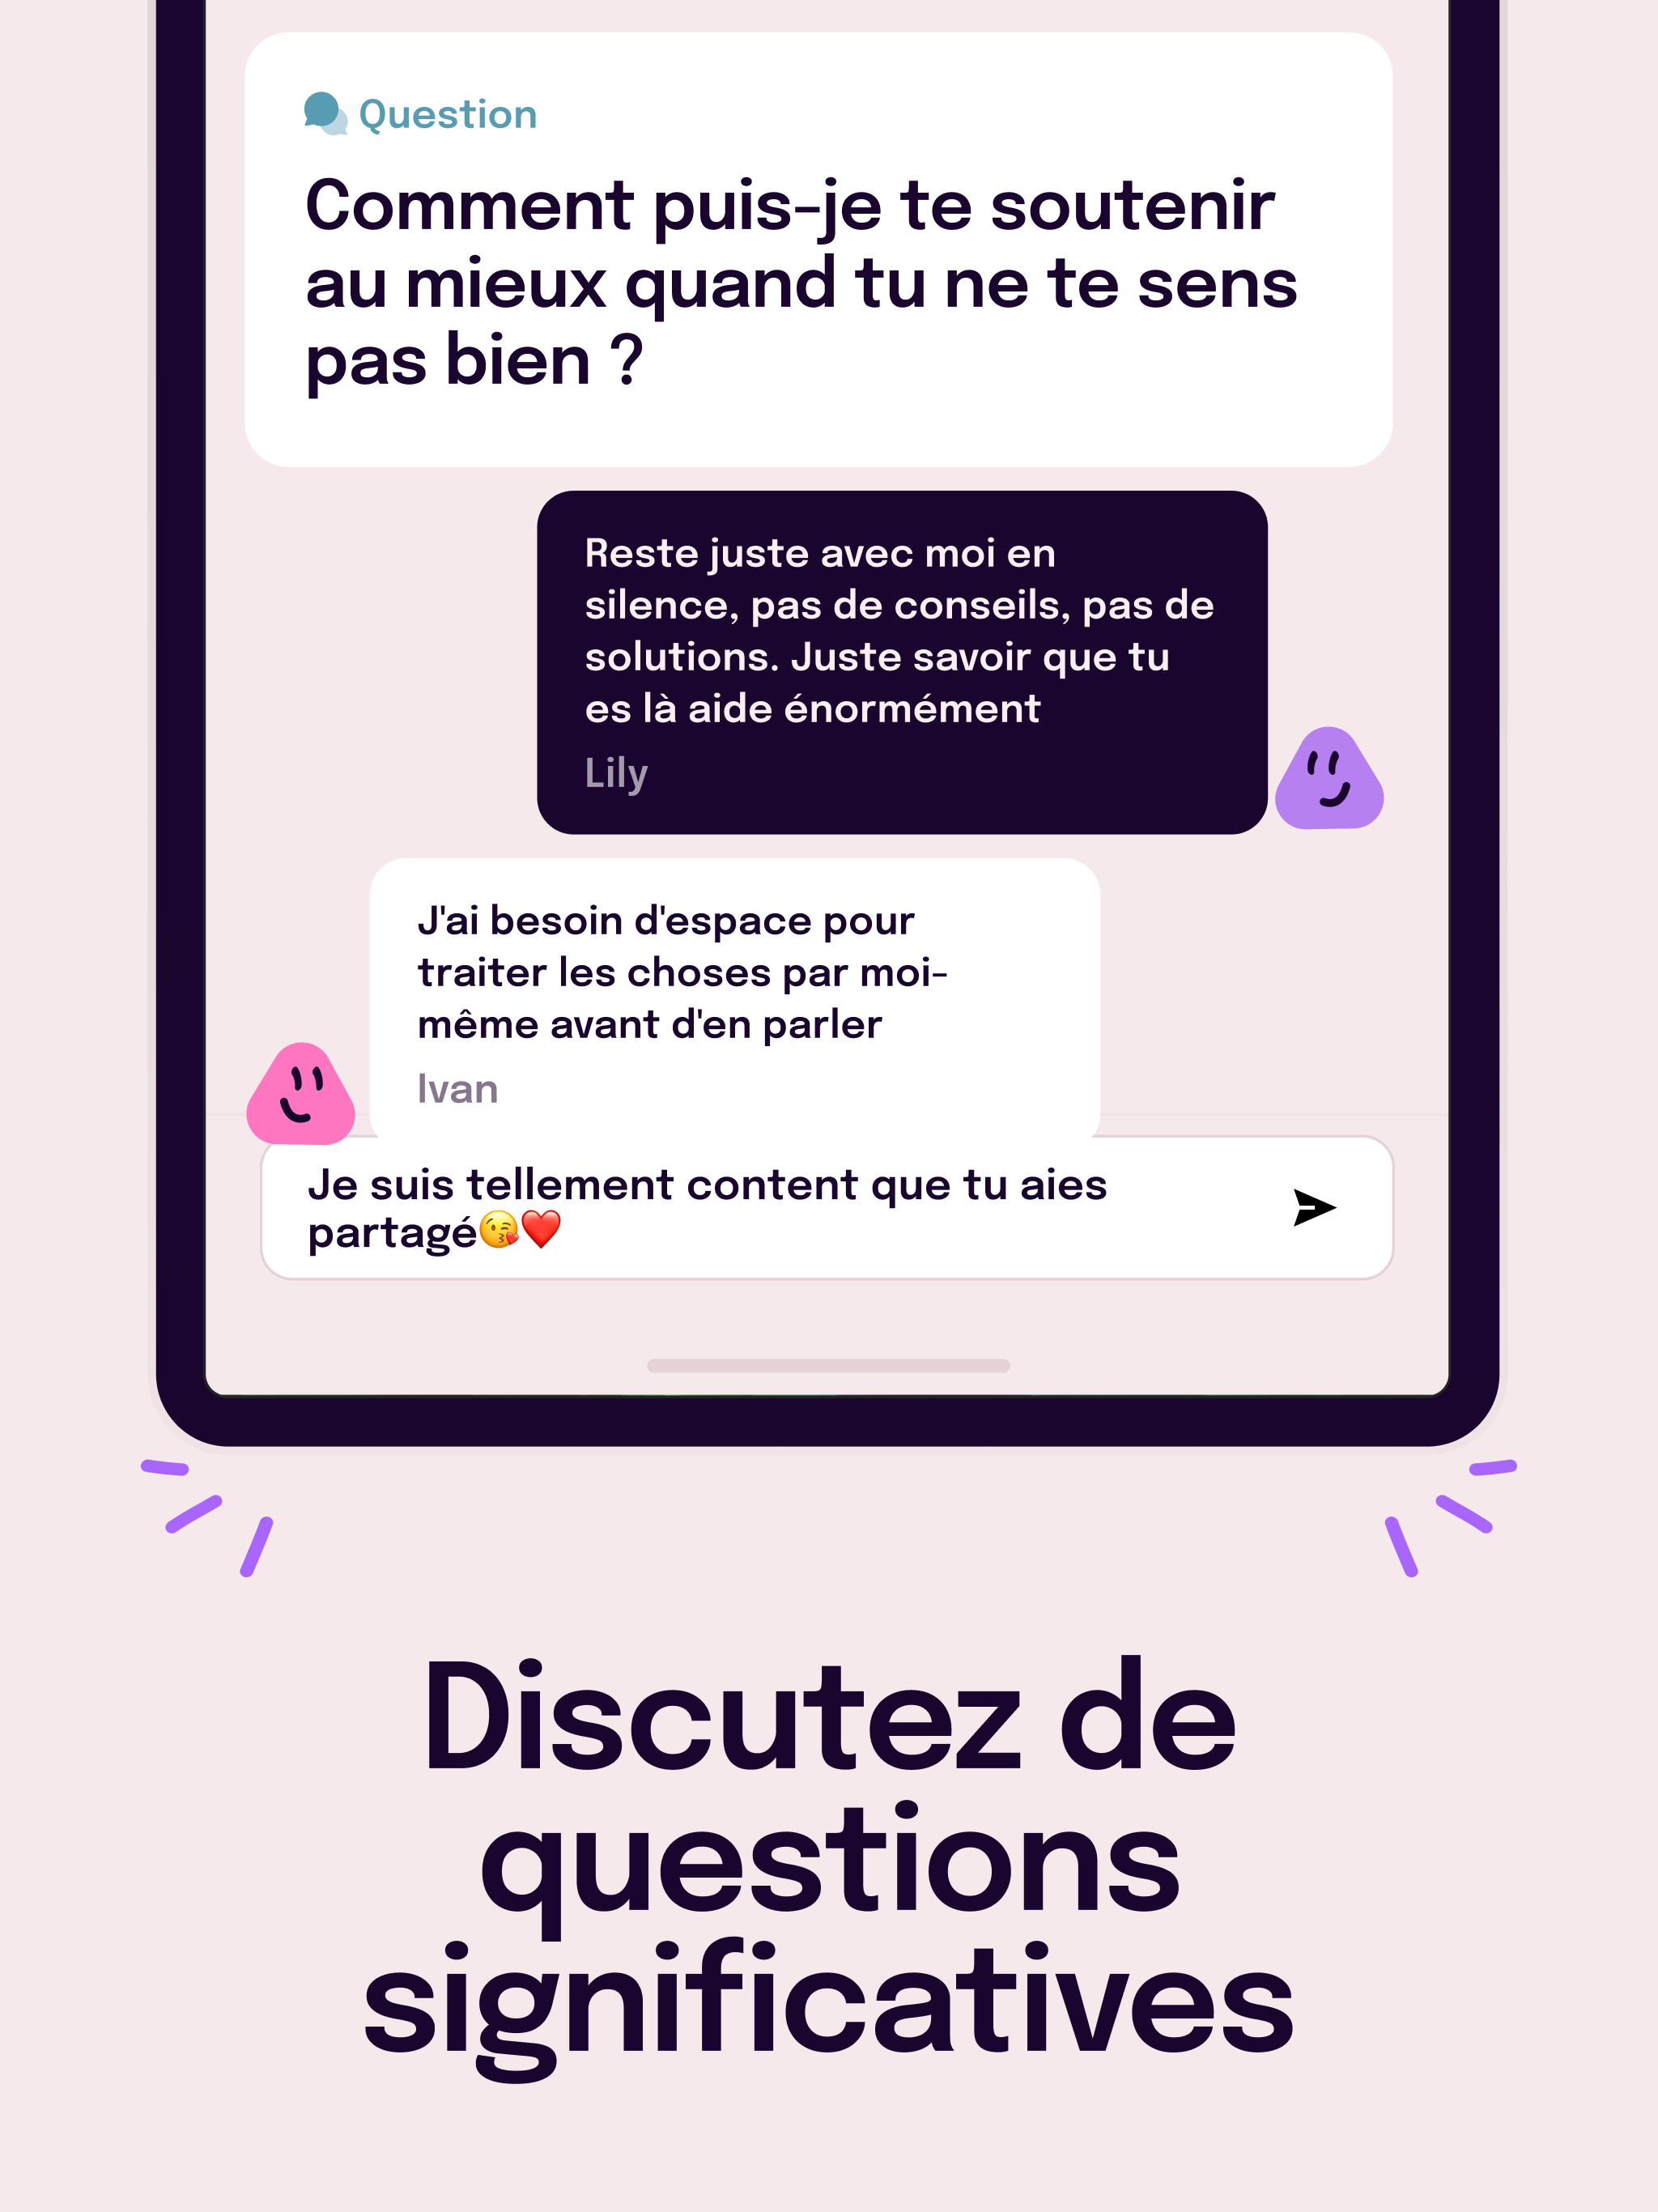 Question
Comment puis-je te soutenir
au mieux quand tu ne te sens
pas bien ?
Reste juste avec moi en
silence, pas de conseils, pas de
solutions. Juste savoir que tu
es là aide énormément
Lily
J'ai besoin d'espace pour
traiter les choses par moi-
même avant d'en parler
Ivan
Je suis tellement content que tu aies
partagé😘❤️
Discutez de
questions
significatives